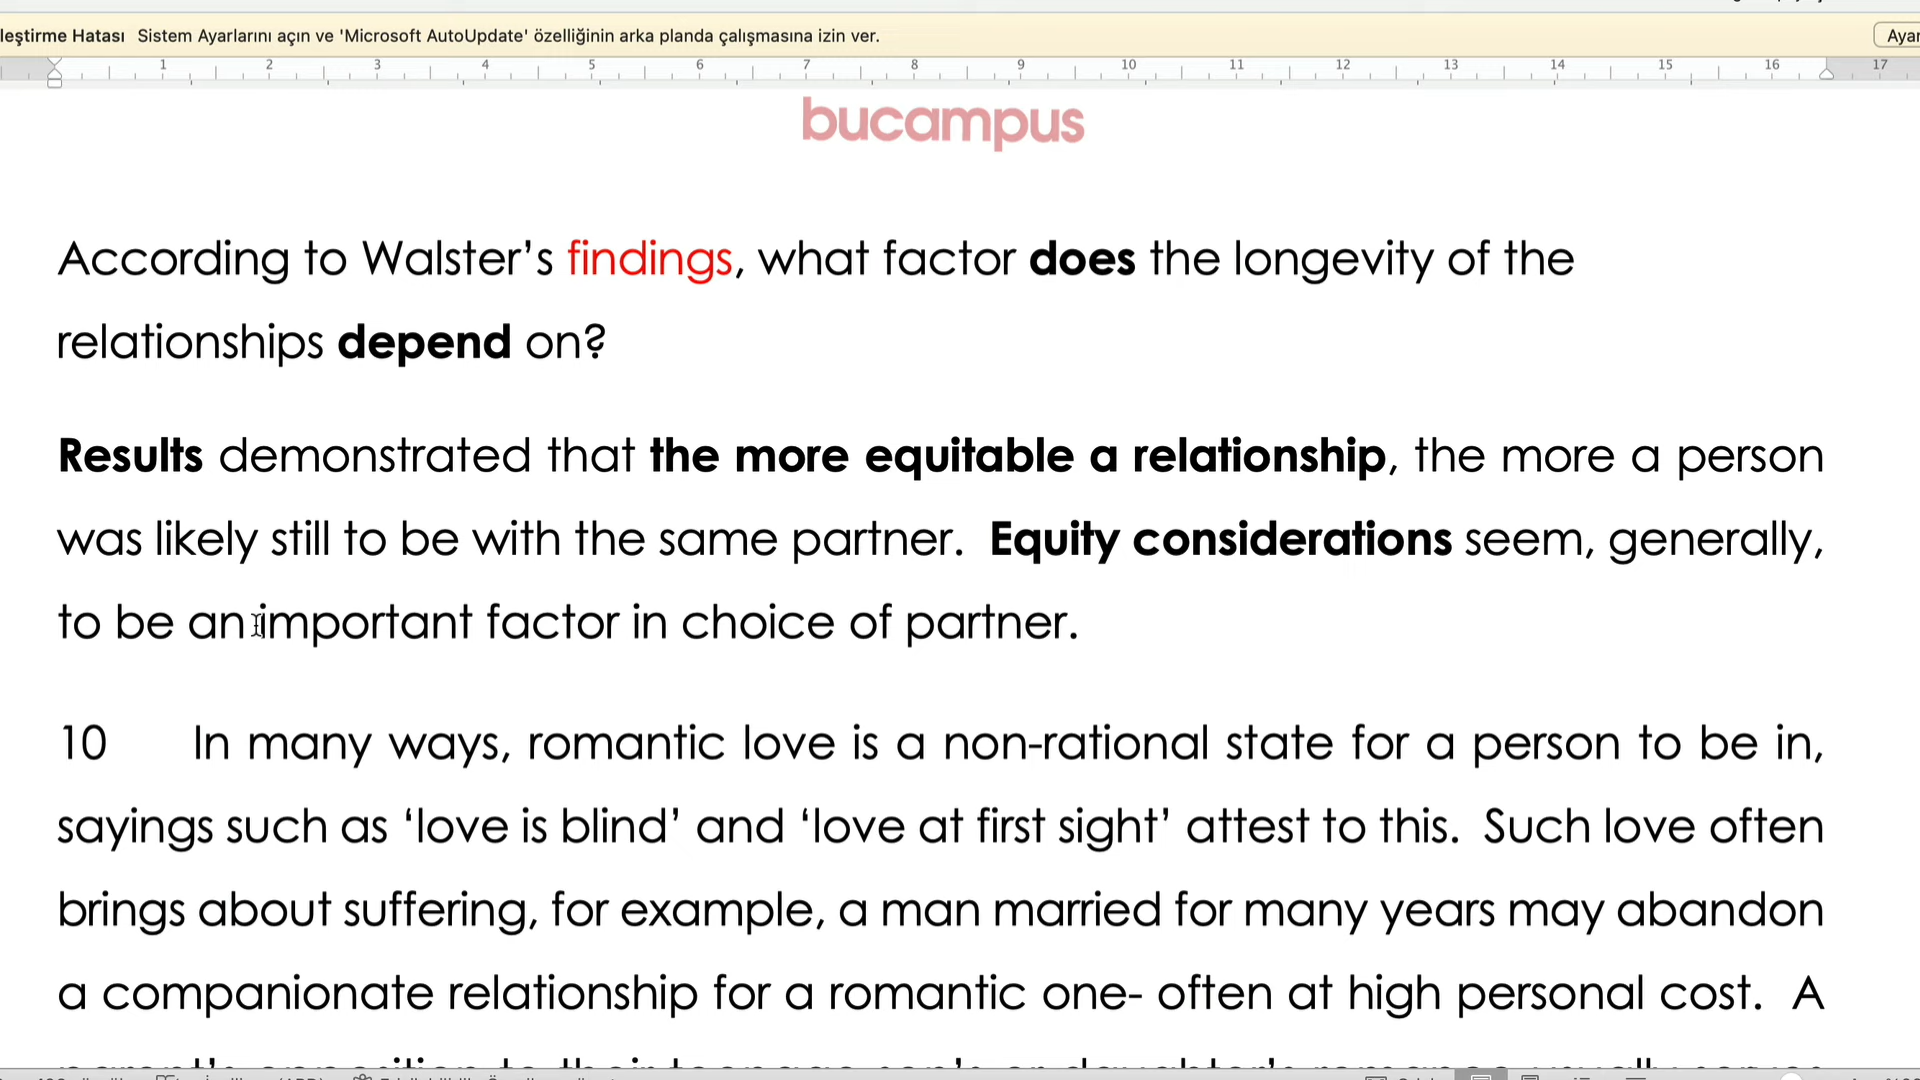 leştirme Hatası Sistem Ayarlarını açın ve 'Microsoft AutoUpdate' özelliğinin arka planda çalışmasına izin ver. Ayar
1 2 3 4 5 6 7 8 9 10 11 12 13 14 15 16 17
bucampus
According to Walster’s findings, what factor does the longevity of the
relationships depend on?
Results demonstrated that the more equitable a relationship, the more a person
was likely still to be with the same partner. Equity considerations seem, generally,
to be an important factor in choice of partner.
10 In many ways, romantic love is a non-rational state for a person to be in,
sayings such as ‘love is blind’ and ‘love at first sight’ attest to this. Such love often
brings about suffering, for example, a man married for many years may abandon
a companionate relationship for a romantic one- often at high personal cost. A